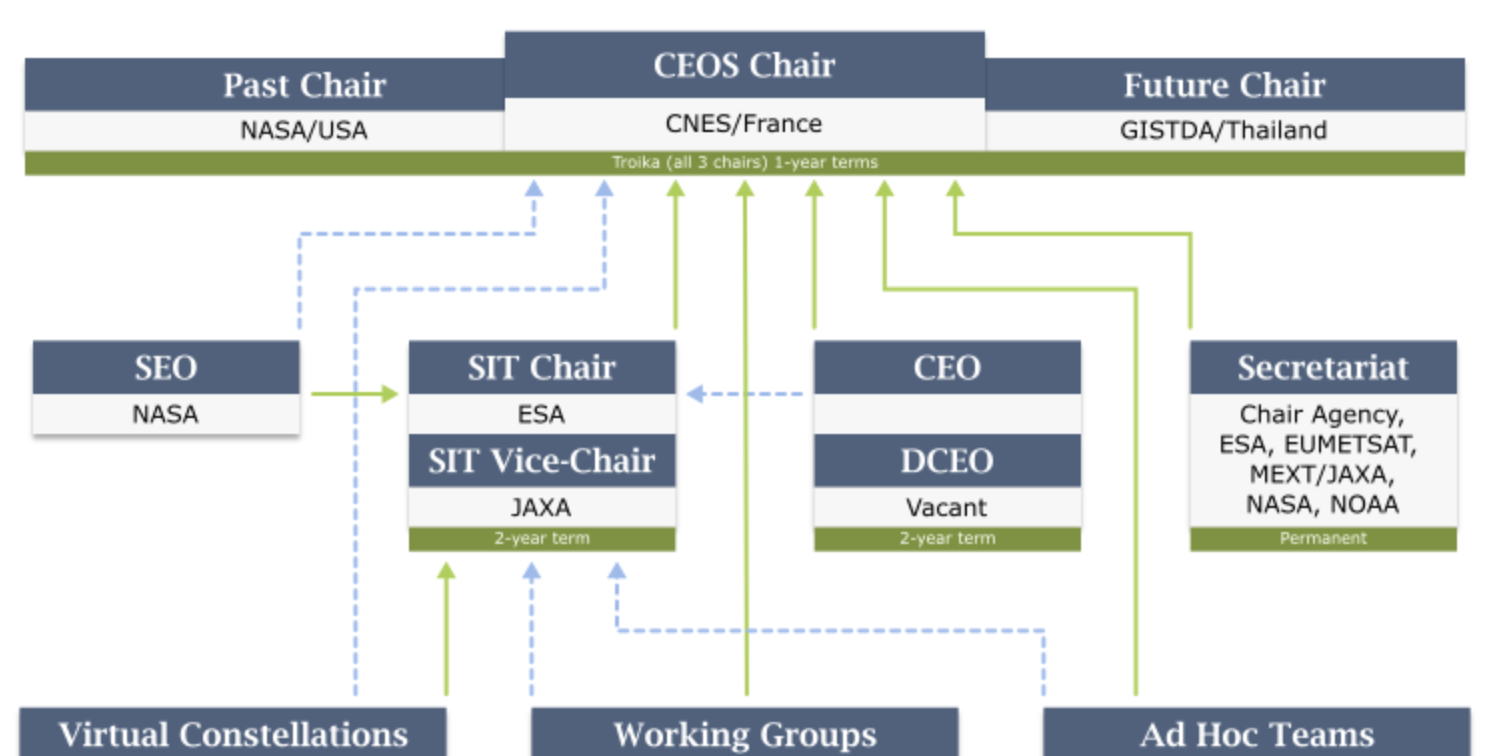 CEOS Chair
Past Chair
Future Chair
NASA/USA
CNES/France
GISTDA/Thailand
Troika (all 3 chairs) 1-year terms
SEO
NASA
SIT Chair
ESA
SIT Vice-Chair
JAXA
2-year term
CEO
DCEO
Vacant
2-year term
Secretariat
Chair Agency,
ESA, EUMETSAT,
MEXT/JAXA,
NASA, NOAA
Permanent
Virtual Constellations
Working Groups
Ad Hoc Teams